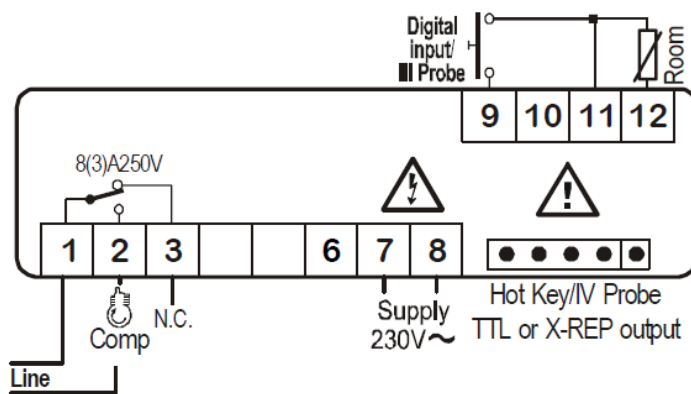 Digital
input/
III Probe
Room
9 10 11 12
8(3)A250V
1 2 3 6 7 8
Comp
N.C.
Supply
230V~
Hot Key/IV Probe
TTL or X-REP output
Line